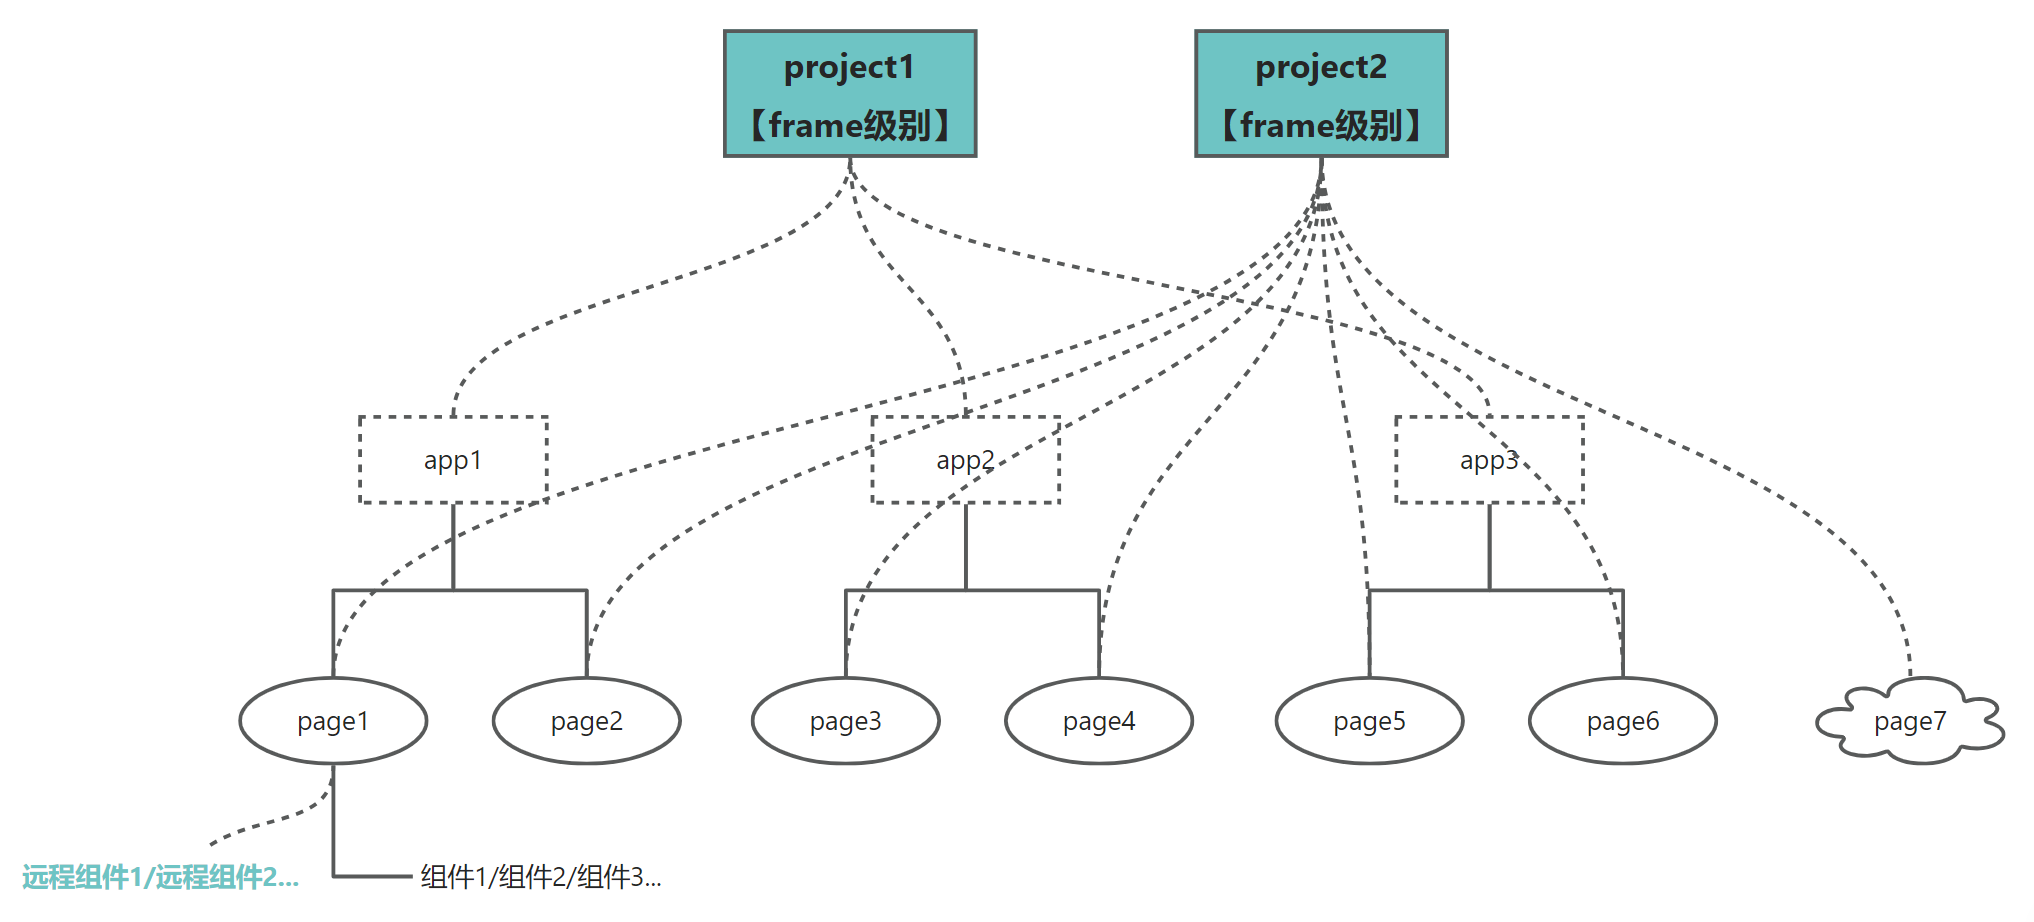 project1
【frame级别】
project2
【frame级别】
app1
app2
app3
page1
page2
page3
page4
page5
page6
page7
远程组件1/远程组件2...
组件1/组件2/组件3...